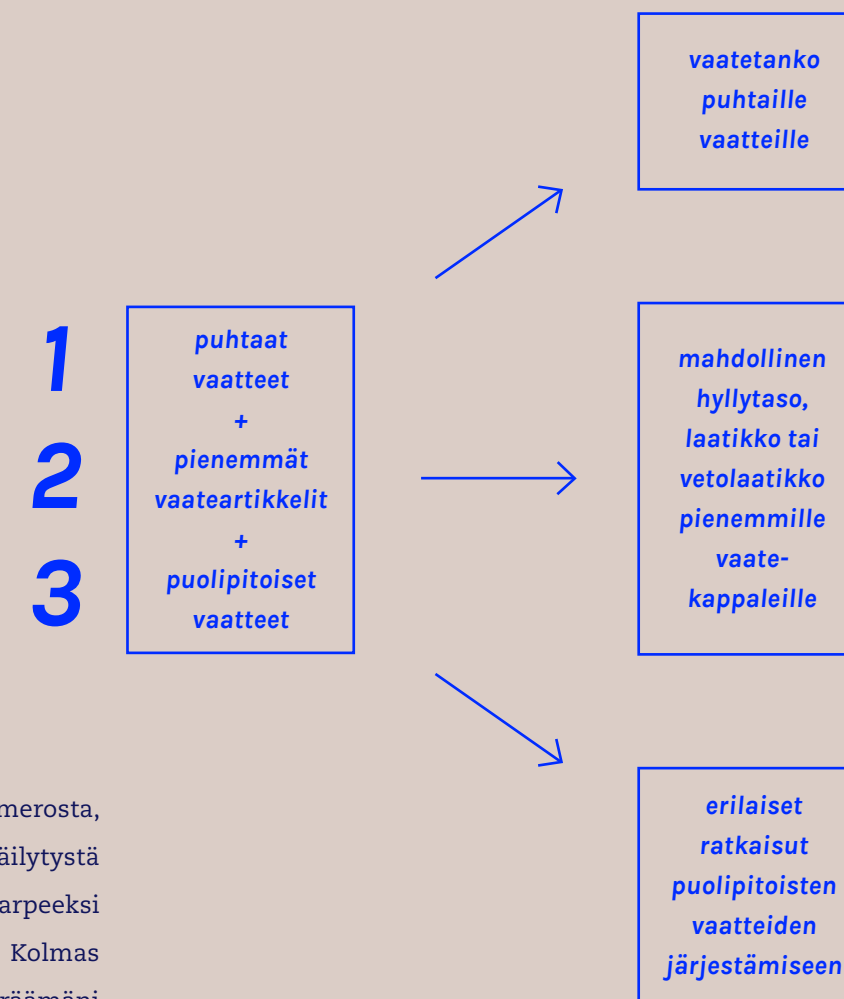 vaatetanko
puhtaille
vaatteille
1
2
3
puhtaat
vaatteet
+
pienemmät
vaateartikkelit
+
puolipitoiset
vaatteet
mahdollinen
hyllytaso,
laatikko tai
vetolaatikko
pienemmille
vaate-
kappaleille
erilaiset
ratkaisut
puolipitoisten
vaatteiden
järjestämiseen
merosta,
äilytystä
arpeeksi
Kolmas